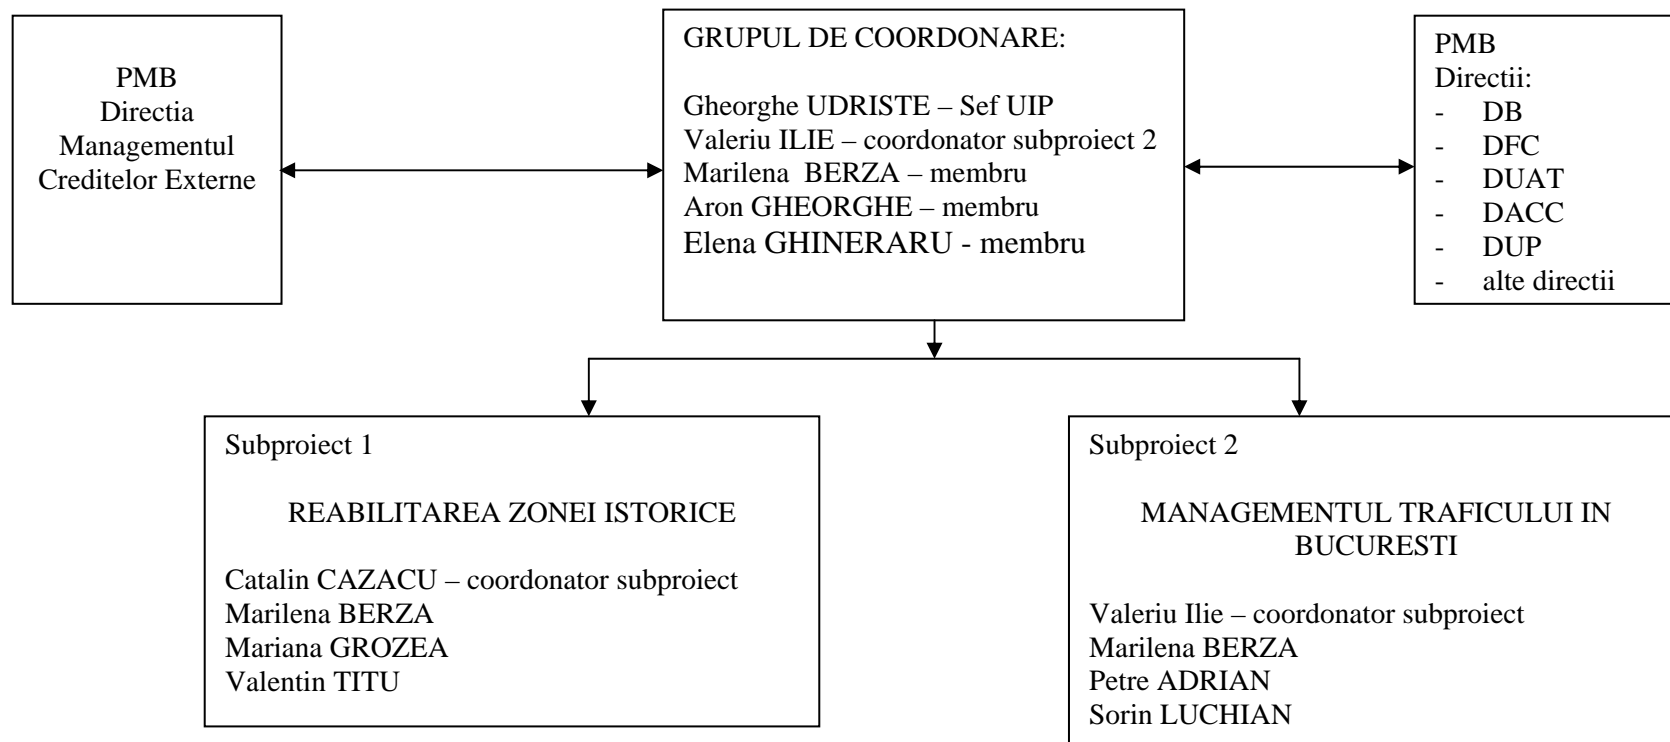 PMB
Directia
Managementul
Creditelor Externe
GRUPUL DE COORDONARE:
Gheorghe UDRISTE – Sef UIP
Valeriu ILIE – coordonator subproiect 2
Marilena  BERZA – membru
Aron GHEORGHE – membru
Elena GHINERARU - membru
PMB
Directii:
- DB
- DFC
- DUAT
- DACC
- DUP
- alte directii
Subproiect 1
REABILITAREA ZONEI ISTORICE
Catalin CAZACU – coordonator subproiect
Marilena BERZA
Mariana GROZEA
Valentin TITU
Subproiect 2
MANAGEMENTUL TRAFICULUI IN
BUCURESTI
Valeriu Ilie – coordonator subproiect
Marilena BERZA
Petre ADRIAN
Sorin LUCHIAN